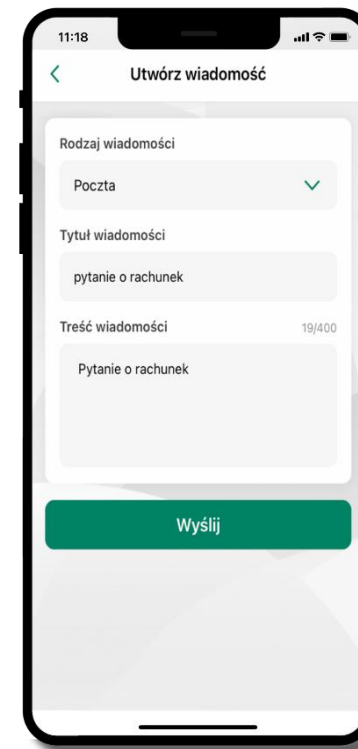 11:18
Utwórz wiadomość
Rodzaj wiadomości
Poczta
Tytuł wiadomości
pytanie o rachunek
Treść wiadomości 19/400
Pytanie o rachunek
Wyślij